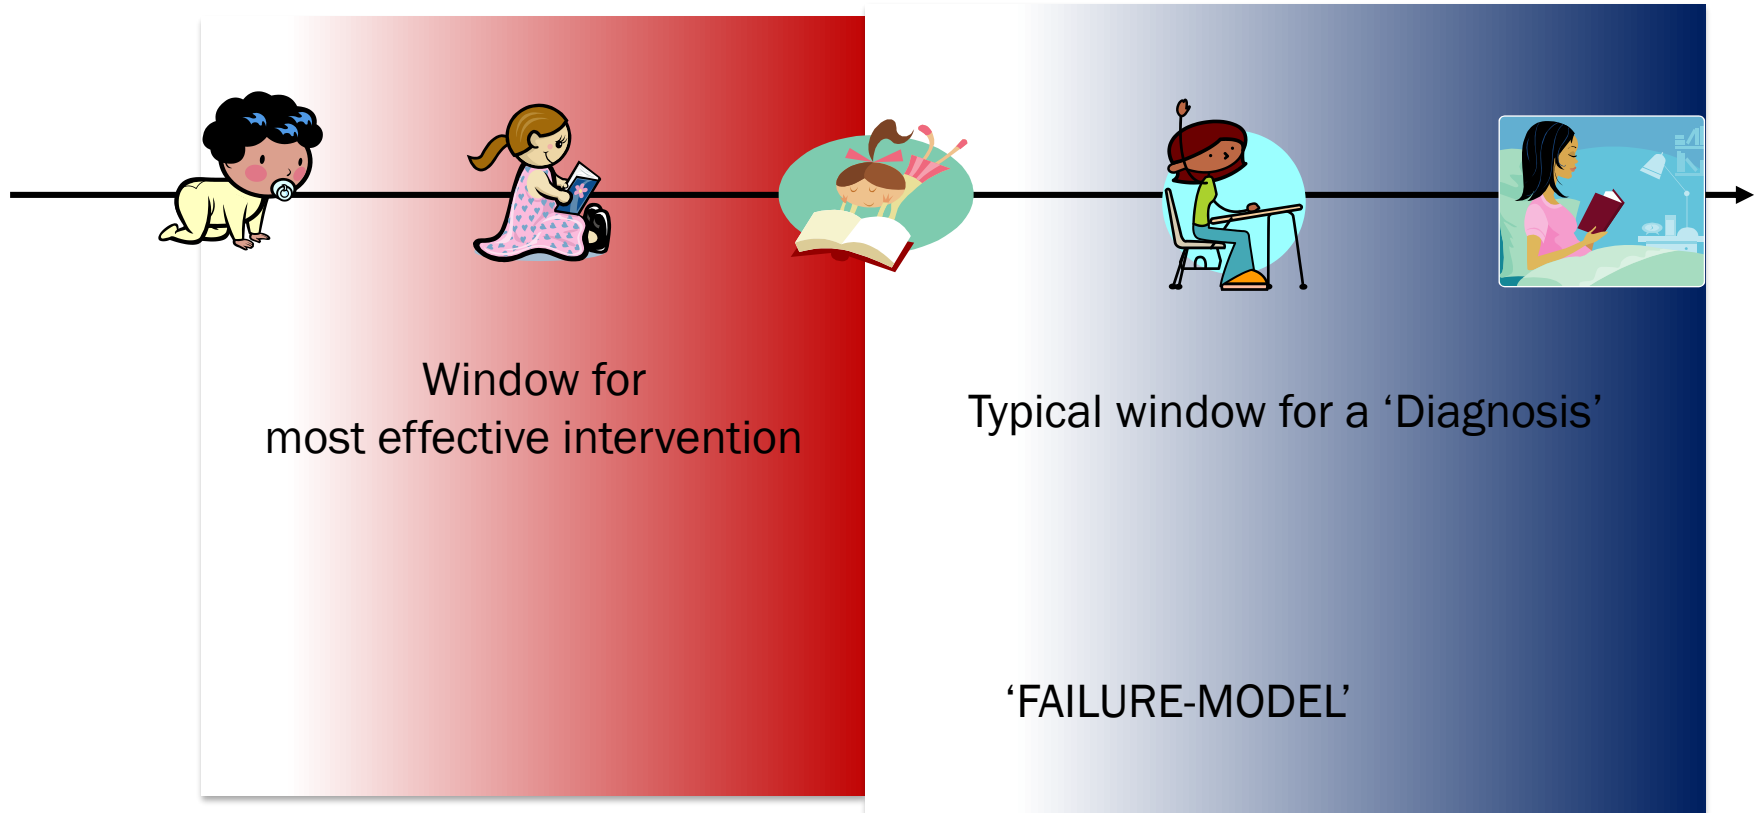 Window for
most effective intervention
Typical window for a ‘Diagnosis’
‘FAILURE-MODEL’